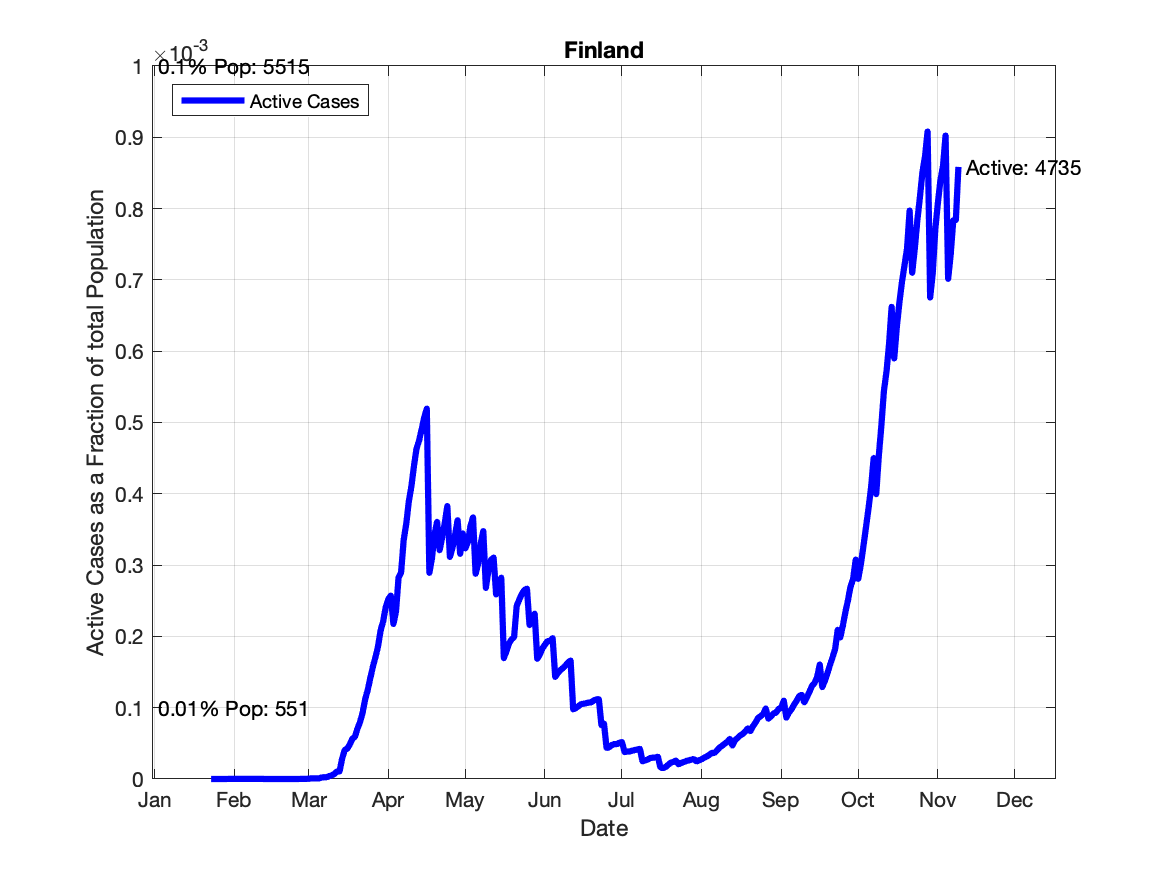 Finland
×10-3
0.1% Pop: 5515
Active Cases
Active: 4735
0.01% Pop: 551
Active Cases as a Fraction of total Population
1
0.9
0.8
0.7
0.6
0.5
0.4
0.3
0.2
0.1
0
Jan Feb Mar Apr May Jun Jul Aug Sep Oct Nov Dec
Date